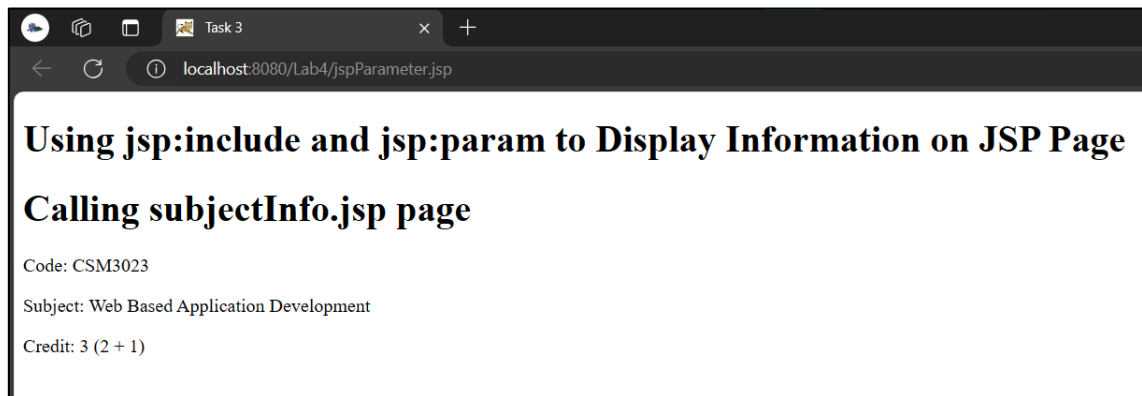 Task 3
localhost:8080/Lab4/jspParameter.jsp
Using jsp:include and jsp:param to Display Information on JSP Page
Calling subjectInfo.jsp page
Code: CSM3023
Subject: Web Based Application Development
Credit: 3 (2 + 1)